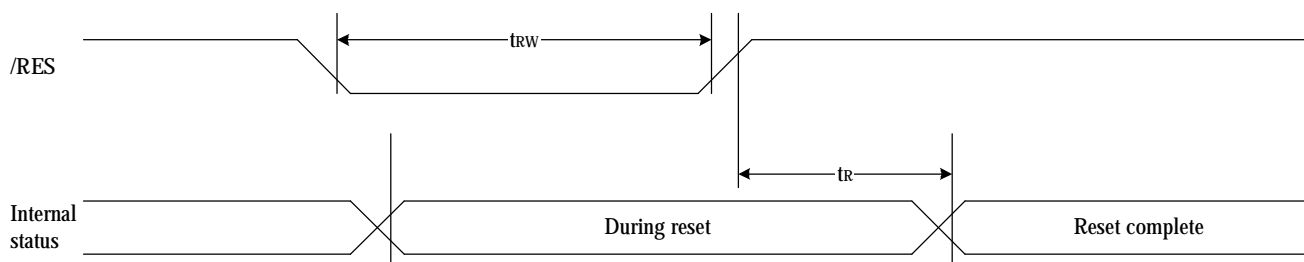 tRW
/RES
tR
Internal
status
During reset
Reset complete